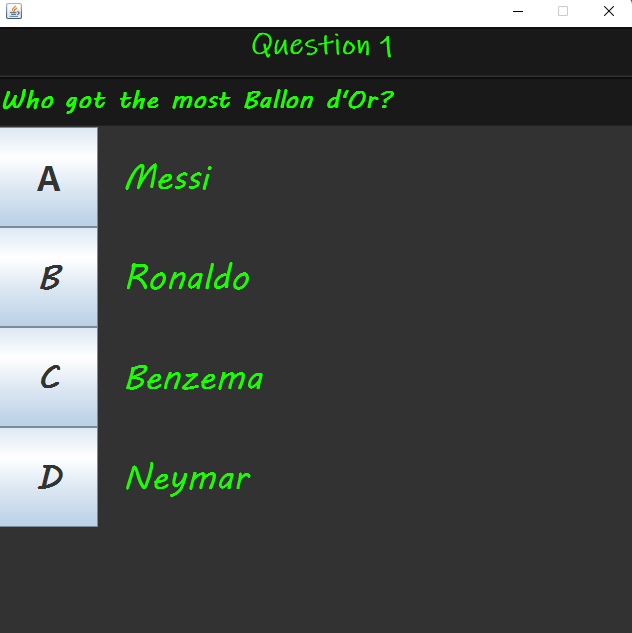 Question 1
Who got the most Ballon d'Or?
A Messi
B Ronaldo
C Benzema
D Neymar